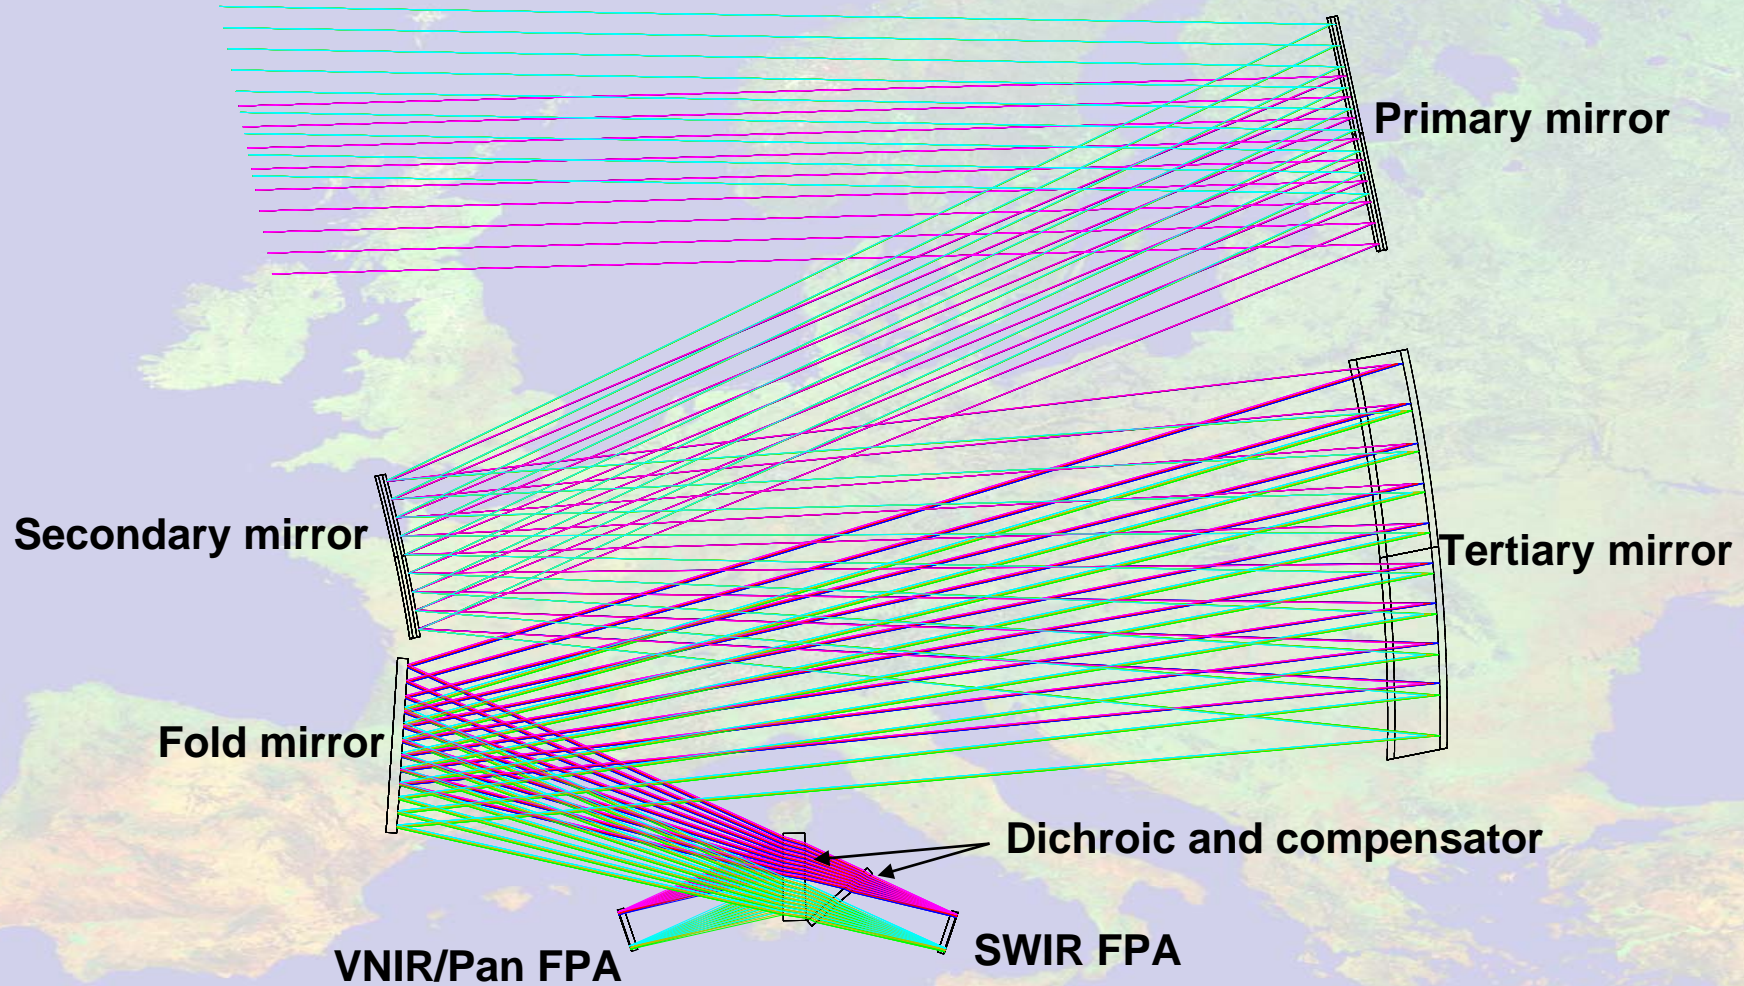 Primary mirror
Secondary mirror
Tertiary mirror
Fold mirror
Dichroic and compensator
VNIR/Pan FPA
SWIR FPA